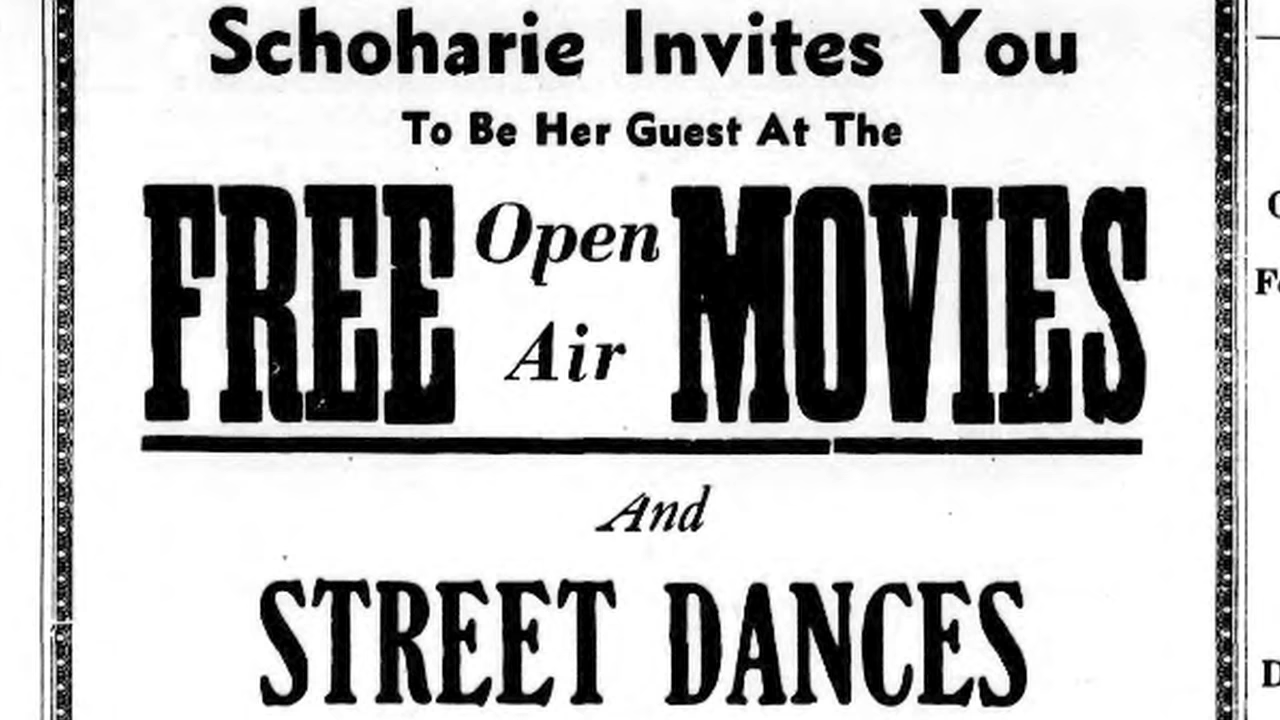 Schoharie Invites You
To Be Her Guest At The
FREE Open Air MOVIES
And
STREET DANCES